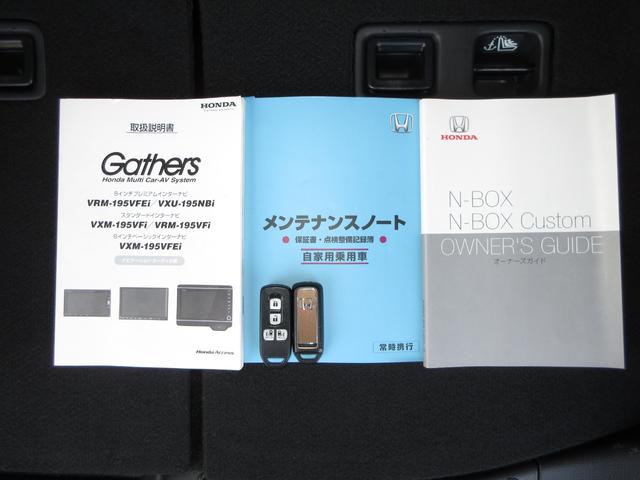 HONDA
取扱説明書
Gathers
Honda Multi Car-AV System
8インチプレミアムインターナビ
VRM-195VFEi／VXU-195NBi
スタンダードインターナビ
VXM-195VFi／VRM-195VFi
8インチベーシックインターナビ
VXM-195VFEi
Honda Access
メンテナンスノート
保証書・点検整備記録簿
自家用乗用車
常時携行
HONDA
N-BOX
N-BOX Custom
OWNER'S GUIDE
オーナーズガイド